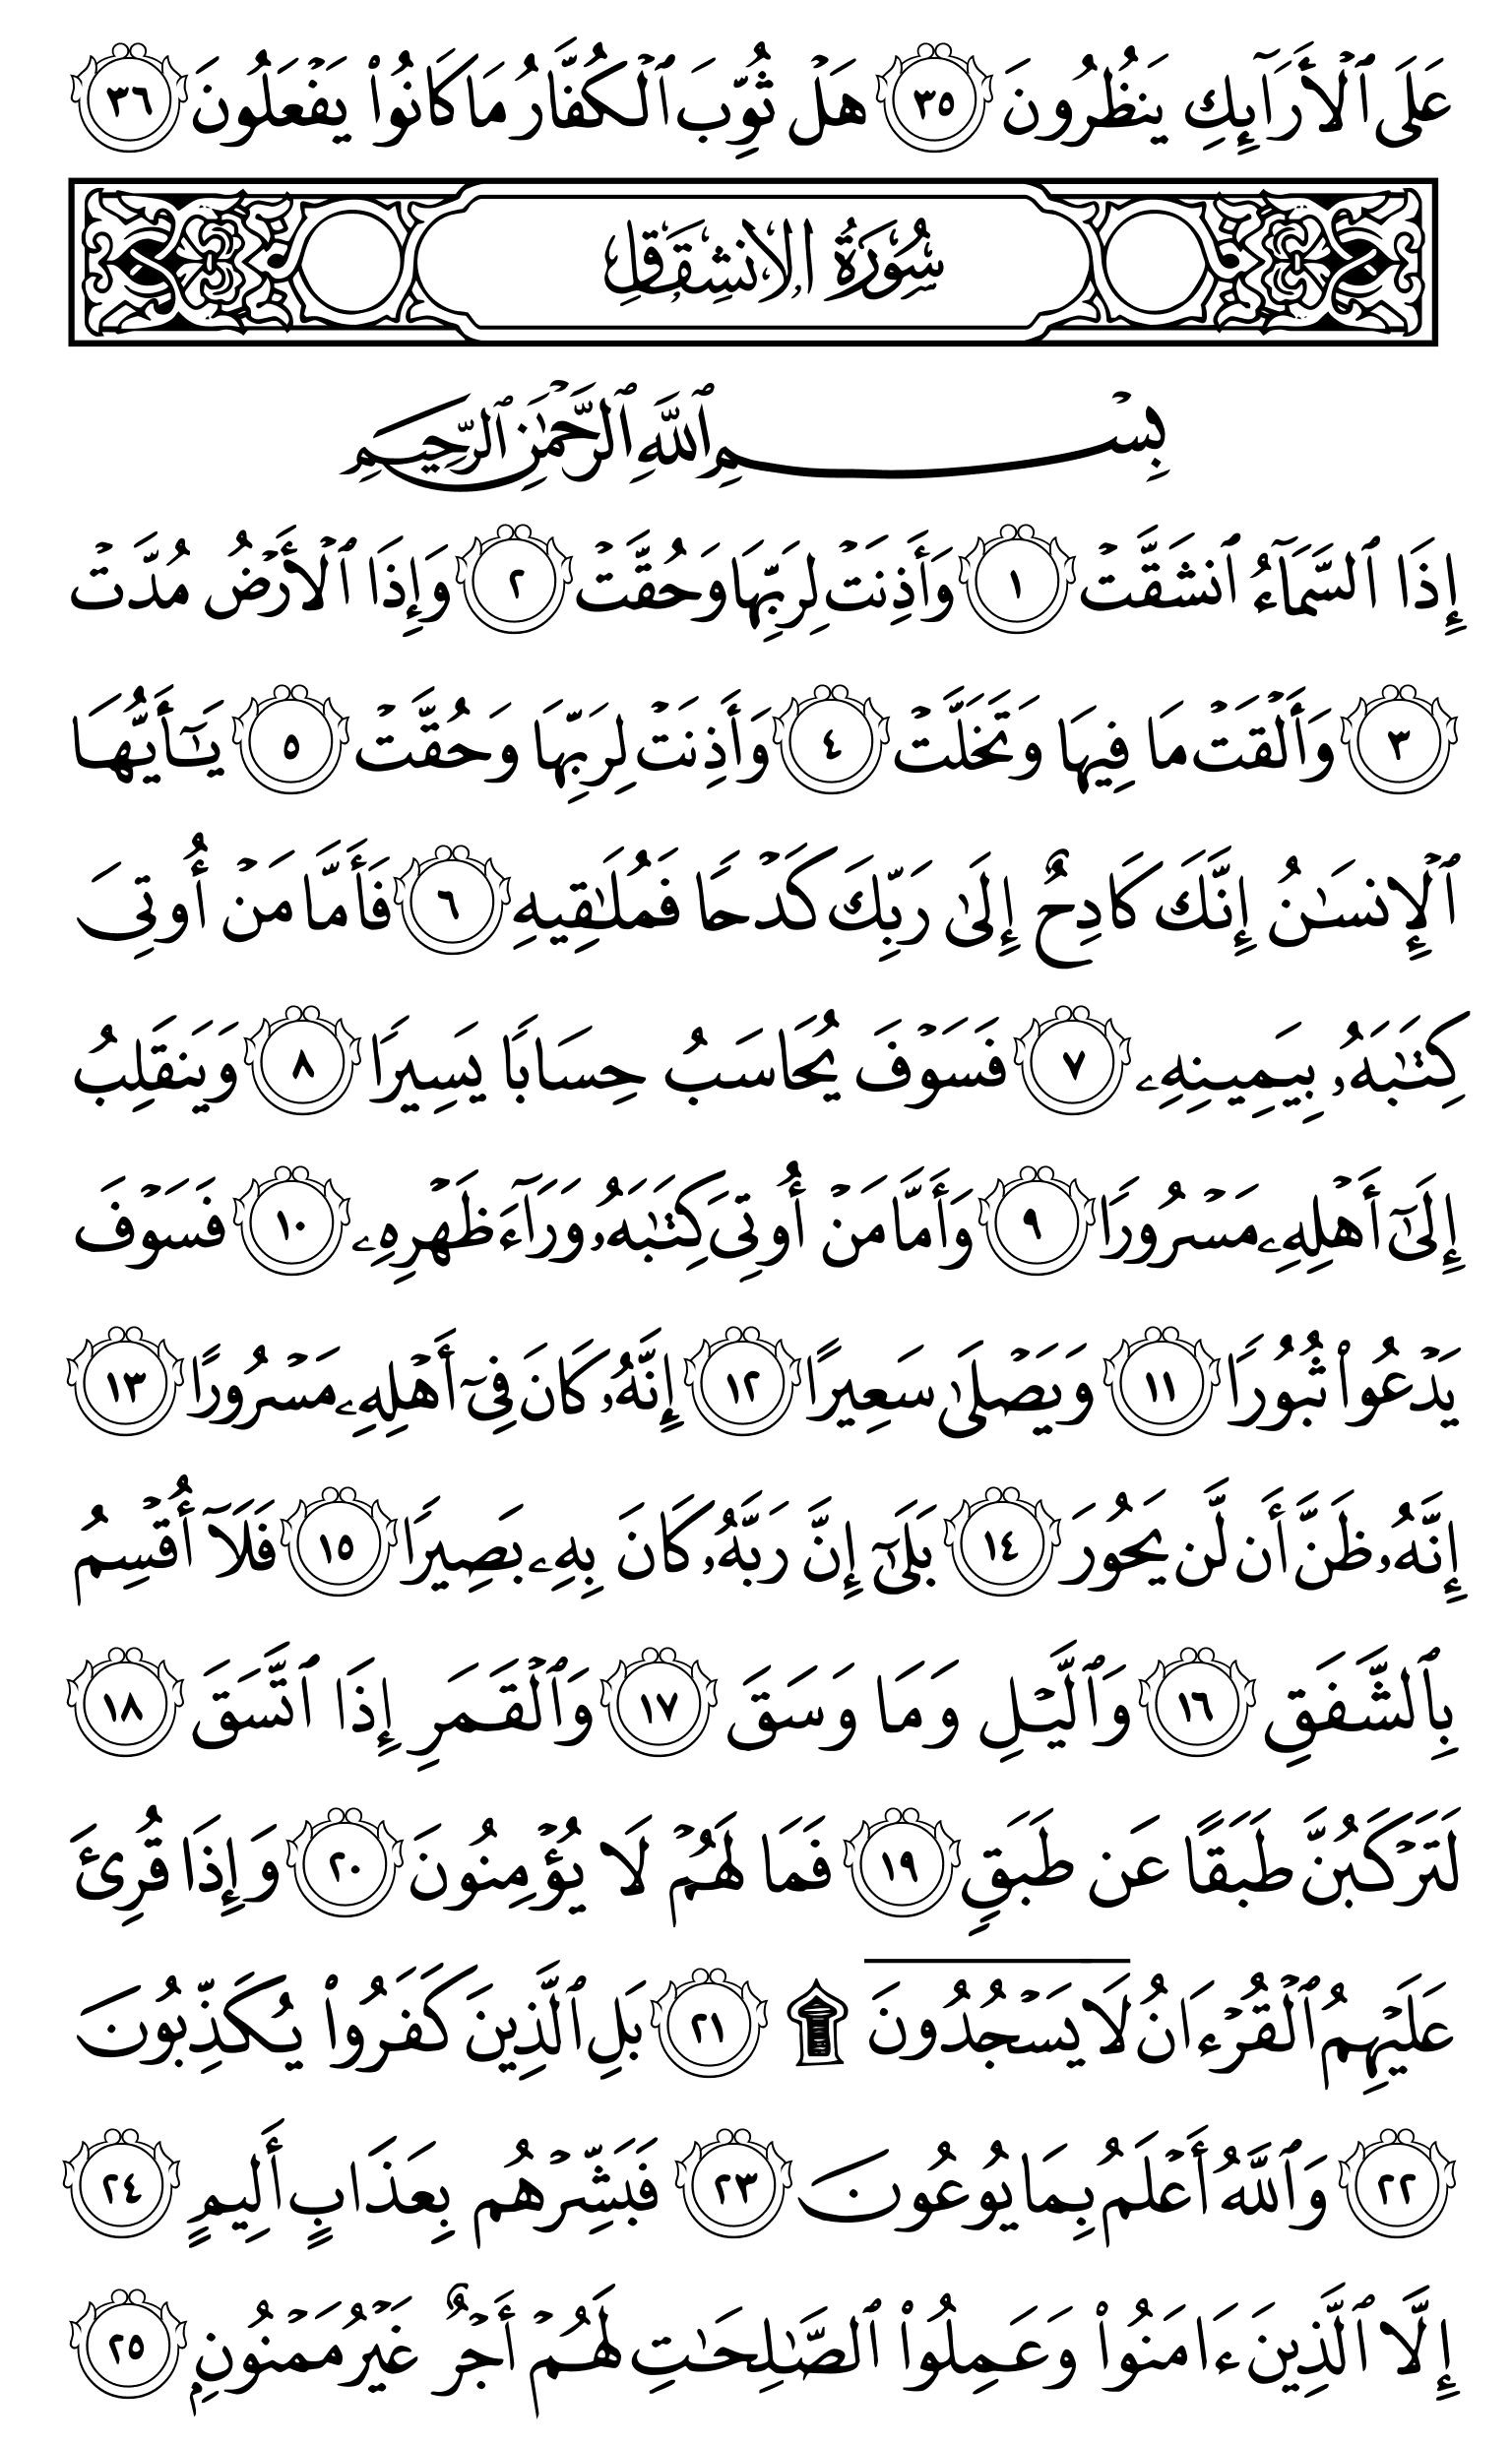 عَلَى ٱلْأَرَآئِكِ يَنظُرُونَ ٣٥ هَلْ ثُوِّبَ ٱلْكُفَّارُ مَا كَانُوا۟ يَفْعَلُونَ ٣٦
سُورَةُ الِانشِقَاقِ
بِسْمِ ٱللَّهِ ٱلرَّحْمَٰنِ ٱلرَّحِيمِ
إِذَا ٱلسَّمَآءُ ٱنشَقَّتْ ١ وَأَذِنَتْ لِرَبِّهَا وَحُقَّتْ ٢ وَإِذَا ٱلْأَرْضُ مُدَّتْ
٣ وَأَلْقَتْ مَا فِيهَا وَتَخَلَّتْ ٤ وَأَذِنَتْ لِرَبِّهَا وَحُقَّتْ ٥ يَٰٓأَيُّهَا
ٱلْإِنسَٰنُ إِنَّكَ كَادِحٌ إِلَىٰ رَبِّكَ كَدْحًا فَمُلَٰقِيهِ ٦ فَأَمَّا مَنْ أُوتِىَ
كِتَٰبَهُۥ بِيَمِينِهِۦ ٧ فَسَوْفَ يُحَاسَبُ حِسَابًا يَسِيرًا ٨ وَيَنقَلِبُ
إِلَىٰٓ أَهْلِهِۦ مَسْرُورًا ٩ وَأَمَّا مَنْ أُوتِىَ كِتَٰبَهُۥ وَرَآءَ ظَهْرِهِۦ ١٠ فَسَوْفَ
يَدْعُوا۟ ثُبُورًا ١١ وَيَصْلَىٰ سَعِيرًا ١٢ إِنَّهُۥ كَانَ فِىٓ أَهْلِهِۦ مَسْرُورًا ١٣
إِنَّهُۥ ظَنَّ أَن لَّن يَحُورَ ١٤ بَلَىٰٓ إِنَّ رَبَّهُۥ كَانَ بِهِۦ بَصِيرًا ١٥ فَلَآ أُقْسِمُ
بِٱلشَّفَقِ ١٦ وَٱلَّيْلِ وَمَا وَسَقَ ١٧ وَٱلْقَمَرِ إِذَا ٱتَّسَقَ ١٨
لَتَرْكَبُنَّ طَبَقًا عَن طَبَقٍ ١٩ فَمَا لَهُمْ لَا يُؤْمِنُونَ ٢٠ وَإِذَا قُرِئَ
عَلَيْهِمُ ٱلْقُرْءَانُ لَا يَسْجُدُونَ ۩ ٢١ بَلِ ٱلَّذِينَ كَفَرُوا۟ يُكَذِّبُونَ
٢٢ وَٱللَّهُ أَعْلَمُ بِمَا يُوعُونَ ٢٣ فَبَشِّرْهُم بِعَذَابٍ أَلِيمٍ ٢٤
إِلَّا ٱلَّذِينَ ءَامَنُوا۟ وَعَمِلُوا۟ ٱلصَّٰلِحَٰتِ لَهُمْ أَجْرٌ غَيْرُ مَمْنُونٍۭ ٢٥